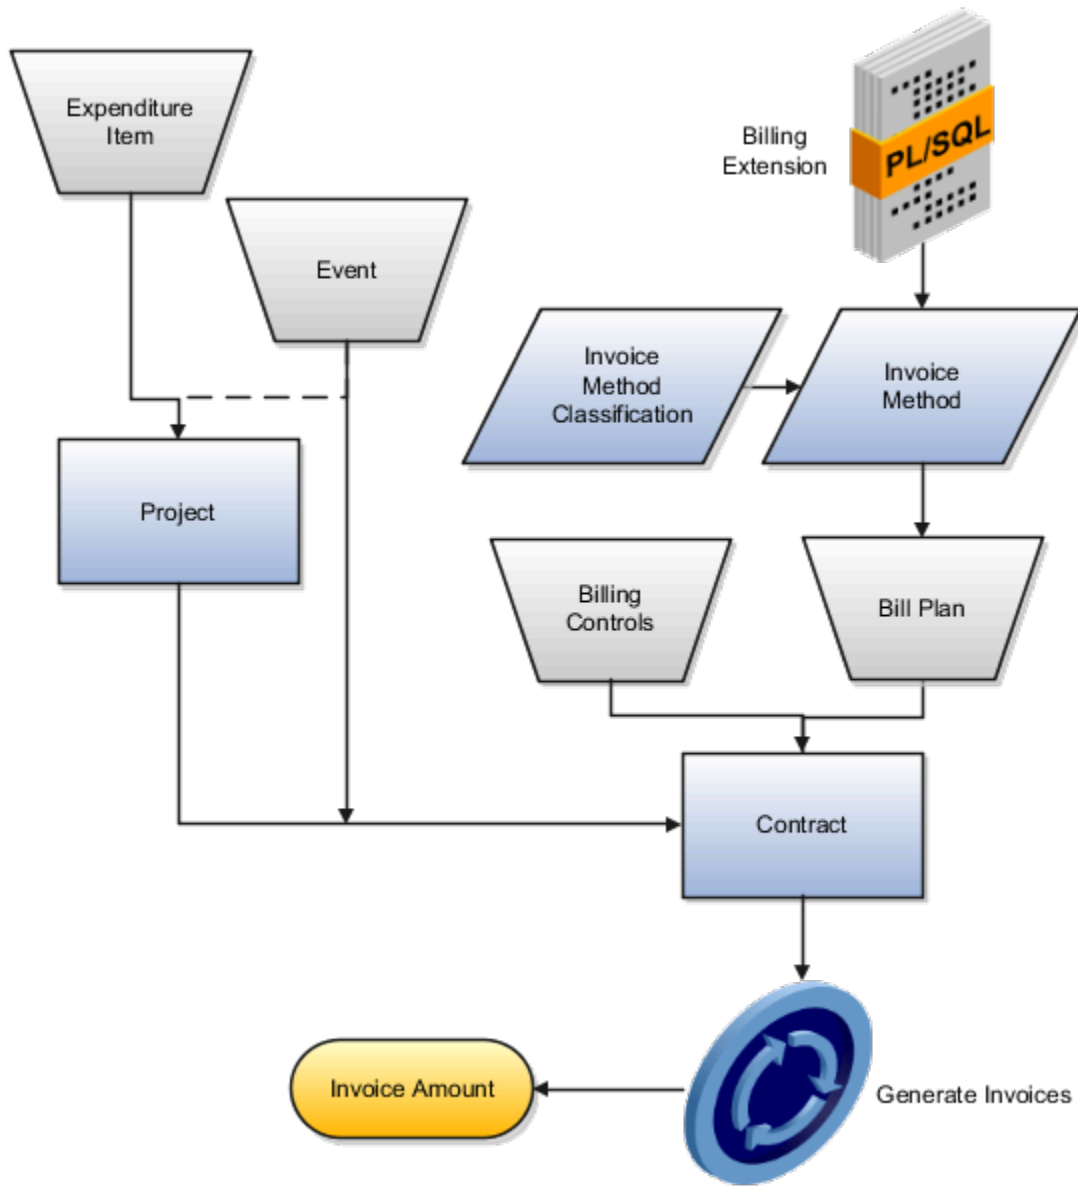 Expenditure
Item
Billing
Extension
PL/SQL
Event
Invoice
Method
Classification
Invoice
Method
Project
Billing
Controls
Bill Plan
Contract
Invoice Amount
Generate Invoices